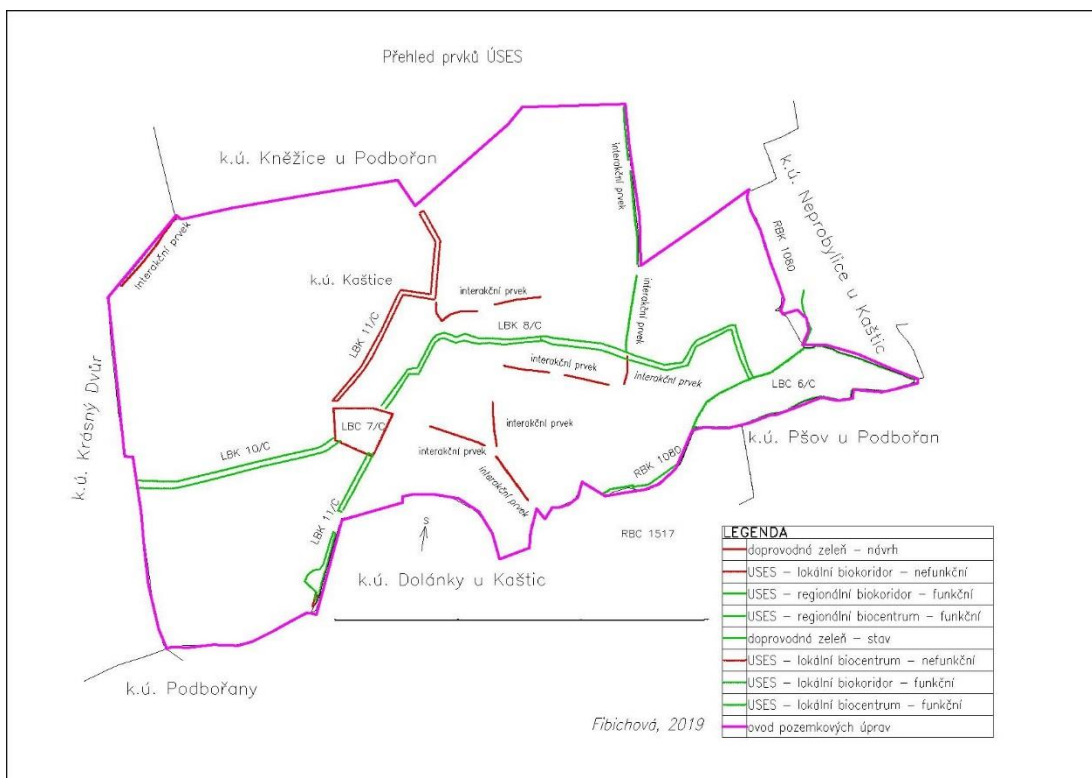 Přehled prvků ÚSES
k.ú. Kněžice u Podbořan
interakční prvek
k.ú. Neprobylice u Kaštic
RBK 1080
Interakční prvek
k.ú. Kaštice
interakční prvek
interakční prvek
LBK 11/C
LBK 8/C
interakční prvek
interakční prvek
LBC 6/C
k.ú. Krásný Dvůr
LBC 7/C
interakční prvek
k.ú. Pšov u Podbořan
LBK 10/C
interakční prvek
RBK 1080
interakční prvek
LBK 11/C
S
RBC 1517
k.ú. Dolánky u Kaštic
k.ú. Podbořany
Fibichová, 2019
LEGENDA
doprovodná zeleň – návrh
USES – lokální biokoridor – nefunkční
USES – regionální biokoridor – funkční
USES – regionální biocentrum – funkční
doprovodná zeleň – stav
USES – lokální biocentrum – nefunkční
USES – lokální biokoridor – funkční
USES – lokální biocentrum – funkční
ovod pozemkových úprav